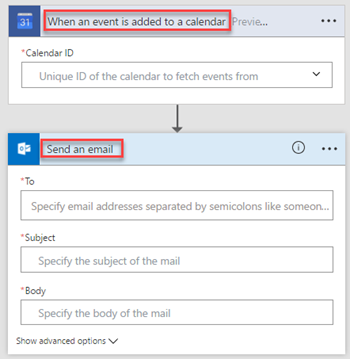 31
When an event is added to a calendar Previe... ...
*Calendar ID
Unique ID of the calendar to fetch events from
Send an email ...
*To
Specify email addresses separated by semicolons like someon...
*Subject
Specify the subject of the mail
*Body
Specify the body of the mail
Show advanced options